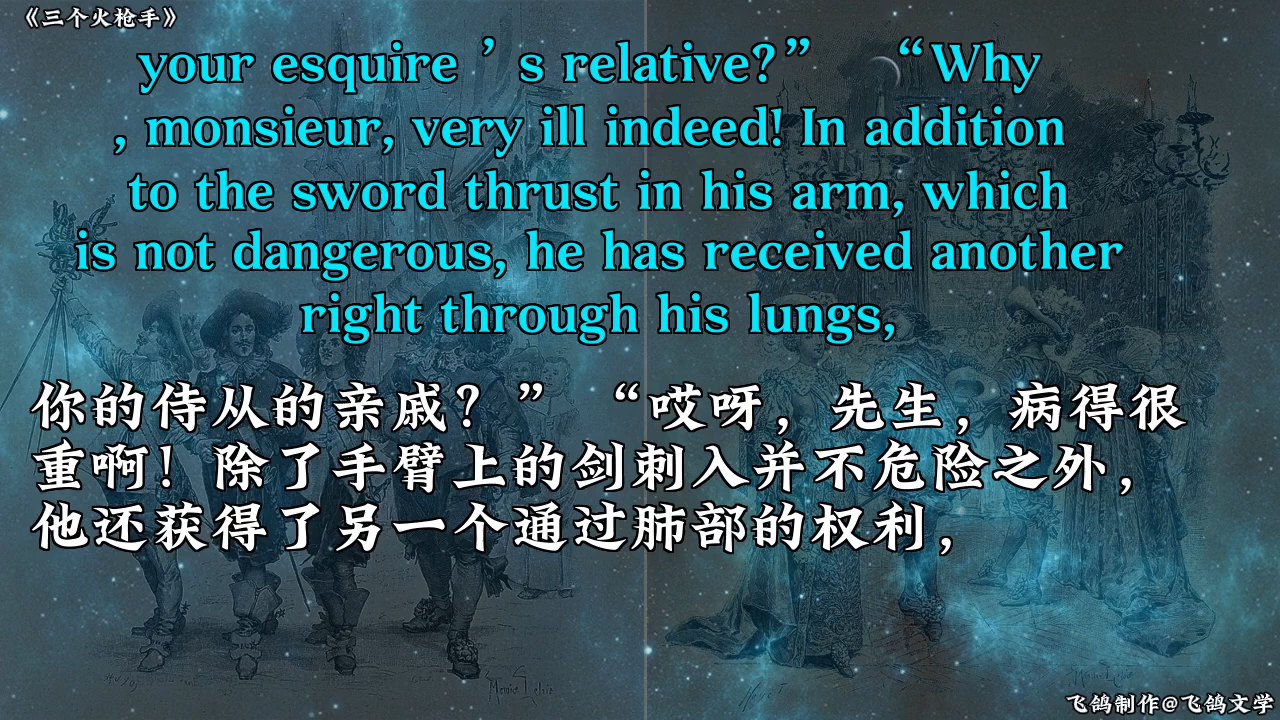 《三个火枪手》
your esquire ’ s relative?” “Why
, monsieur, very ill indeed! In addition
to the sword thrust in his arm, which
is not dangerous, he has received another
right through his lungs,
你的侍从的亲戚？” “哎呀，先生，病得很
重啊！除了手臂上的剑刺入并不危险之外，
他还获得了另一个通过肺部的权利，
飞鸽制作@飞鸽文学